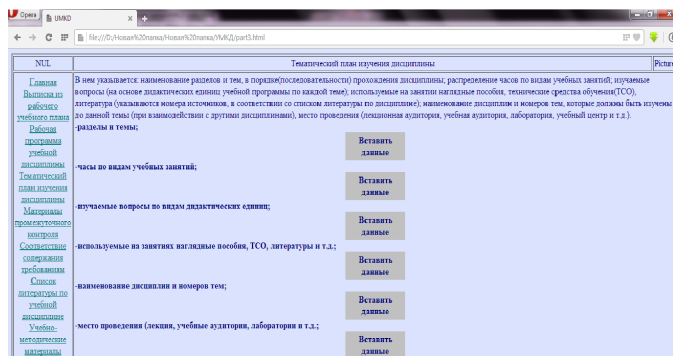 Opera
UMKD
file:///D:/Новая%20папка/Новая%20папка/УМКД/part3.html
NUL
Тематический план изучения дисциплины
Picture
Главная
Выписка из
рабочего
учебного плана
Рабочая
программа
учебной
дисциплины
Тематический
план изучения
дисциплины
Материалы
промежуточного
контроля
Соответствие
содержания
требованиям
Список
литературы по
учебной
дисциплине
Учебно-
методические
материалы
В нем указывается: наименование разделов и тем, в порядке(последовательности) прохождения дисциплины; распределение часов по видам учебных занятий; изучаемые
вопросы (на основе дидактических единиц учебной программы по каждой теме); используемые на занятии наглядные пособия, технические средства обучения(ТСО),
литература (указываются номера источников, в соответствии со списком литературы по дисциплине); наименование дисциплин и номеров тем, которые должны быть изучены
до данной темы (при взаимодействии с другими дисциплинами), место проведения (лекционная аудитория, учебная аудитория, лаборатория, учебный центр и т.д.).
-разделы и темы;
Вставить
данные
-часы по видам учебных занятий;
Вставить
данные
-изучаемые вопросы по видам дидактических единиц;
Вставить
данные
-используемые на занятиях наглядные пособия, ТСО, литературы и т.д.;
Вставить
данные
-наименование дисциплин и номеров тем;
Вставить
данные
-место проведения (лекция, учебные аудитории, лаборатории и т.д.;
Вставить
данные